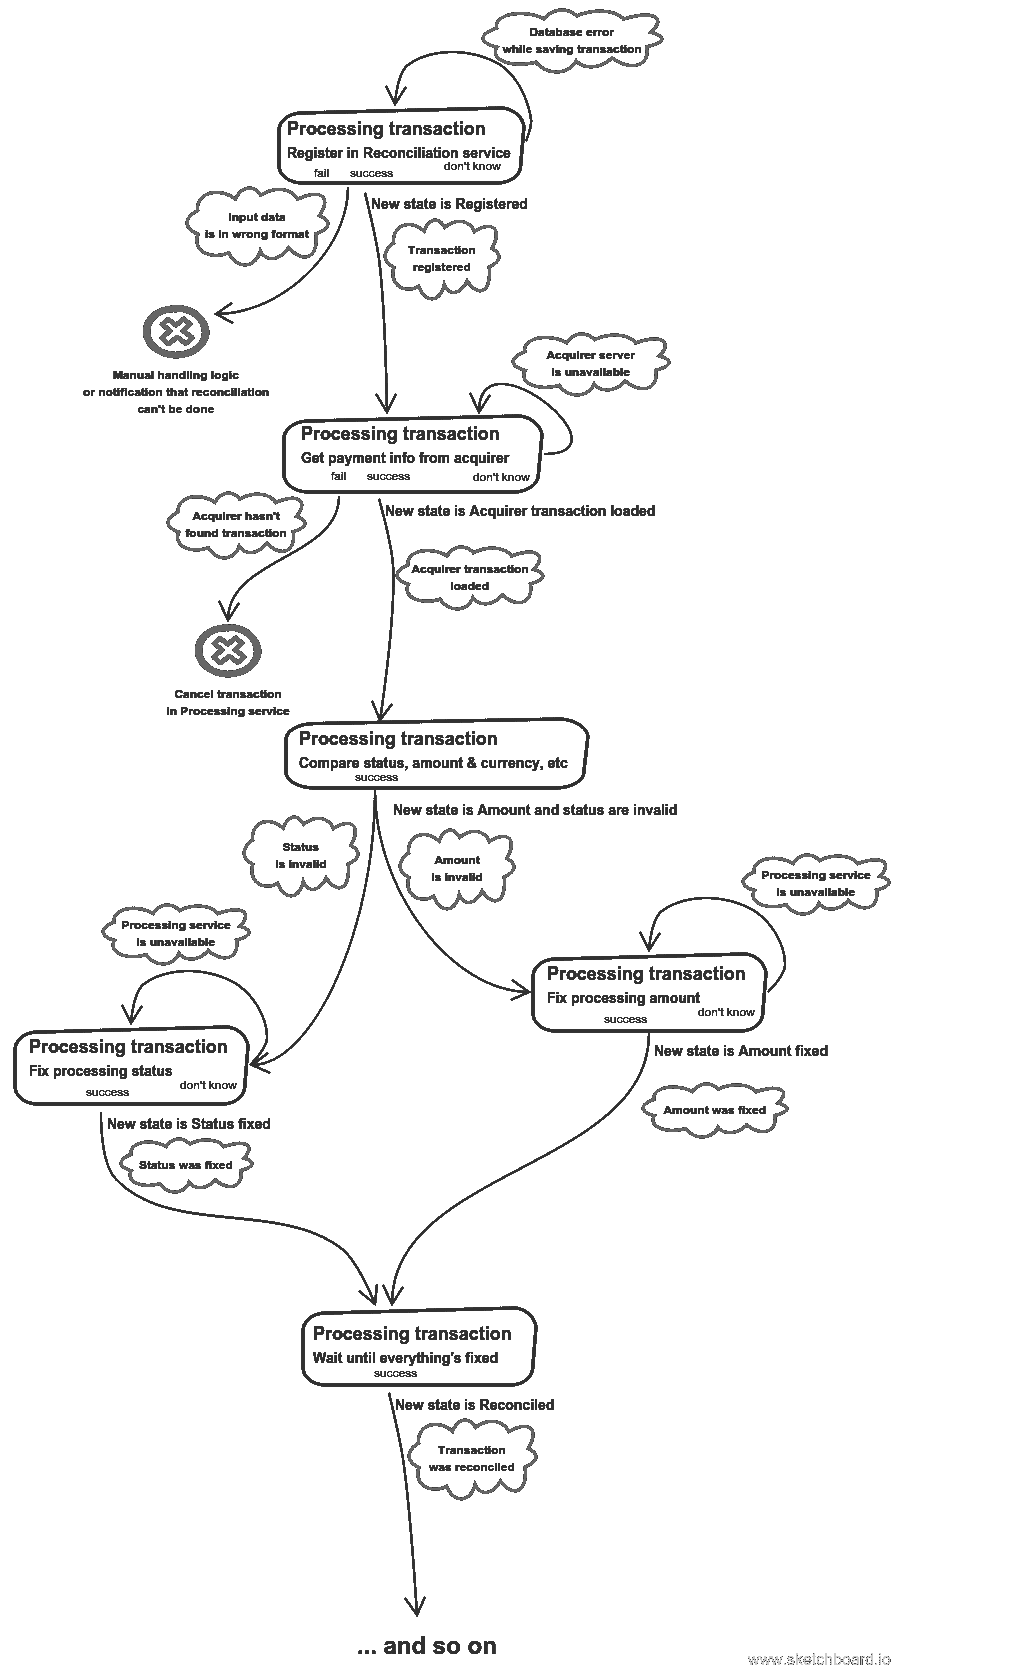 Database error
while saving transaction
Processing transaction
Register in Reconciliation service
don't know
fail success
New state is Registered
Input data
is in wrong format
Transaction
registered
Manual handling logic
or notification that reconciliation
can't be done
Acquirer server
is unavailable
Processing transaction
Get payment info from acquirer
fail success don't know
New state is Acquirer transaction loaded
Acquirer hasn't
found transaction
Acquirer transaction
loaded
Cancel transaction
in Processing service
Processing transaction
Compare status, amount & currency, etc
success
New state is Amount and status are invalid
Status
is invalid
Amount
is invalid
Processing service
is unavailable
Processing service
is unavailable
Processing transaction
Fix processing amount
success don't know
New state is Amount fixed
Processing transaction
Fix processing status
success don't know
New state is Status fixed
Amount was fixed
Status was fixed
Processing transaction
Wait until everything's fixed
success
New state is Reconciled
Transaction
was reconciled
... and so on
www.sketchboard.io